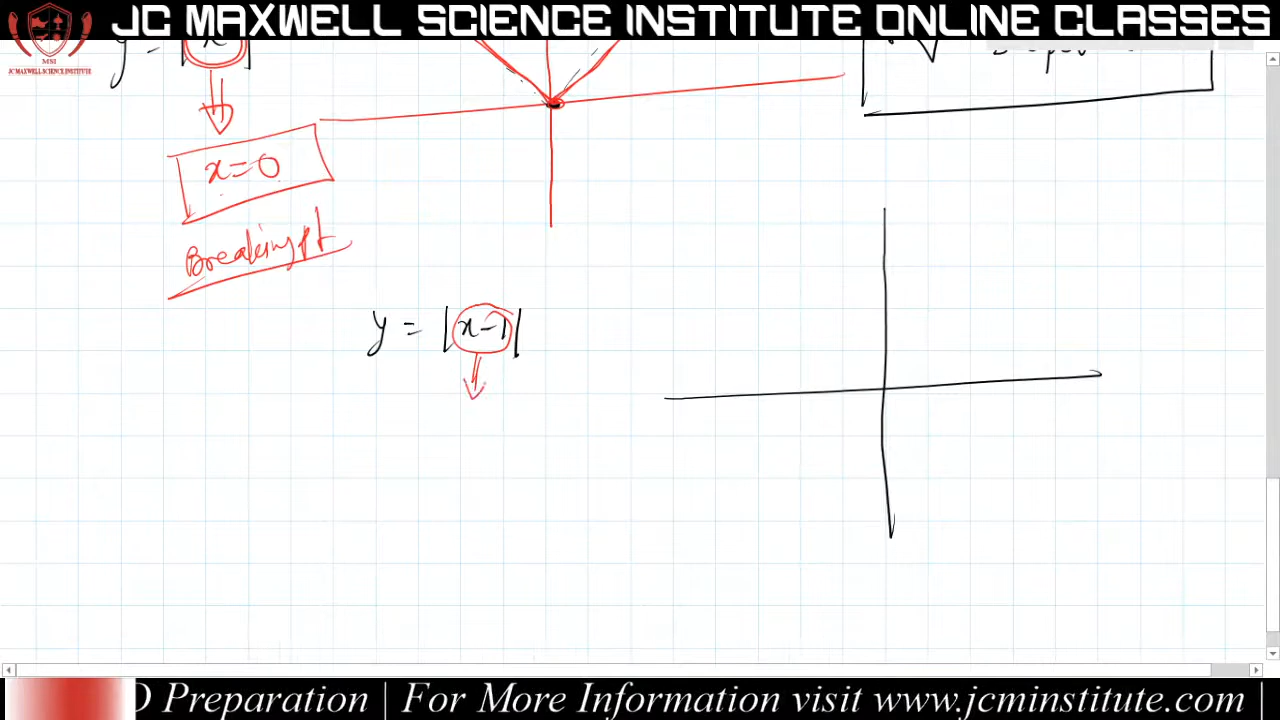 JC MAXWELL SCIENCE INSTITUTE ONLINE CLASSES
MSI
JC MAXWELL SCIENCE INSTITUTE
y = |x|
x=0
Breaking pt
y = |x-1|
D Preparation | For More Information visit www.jcminstitute.com |